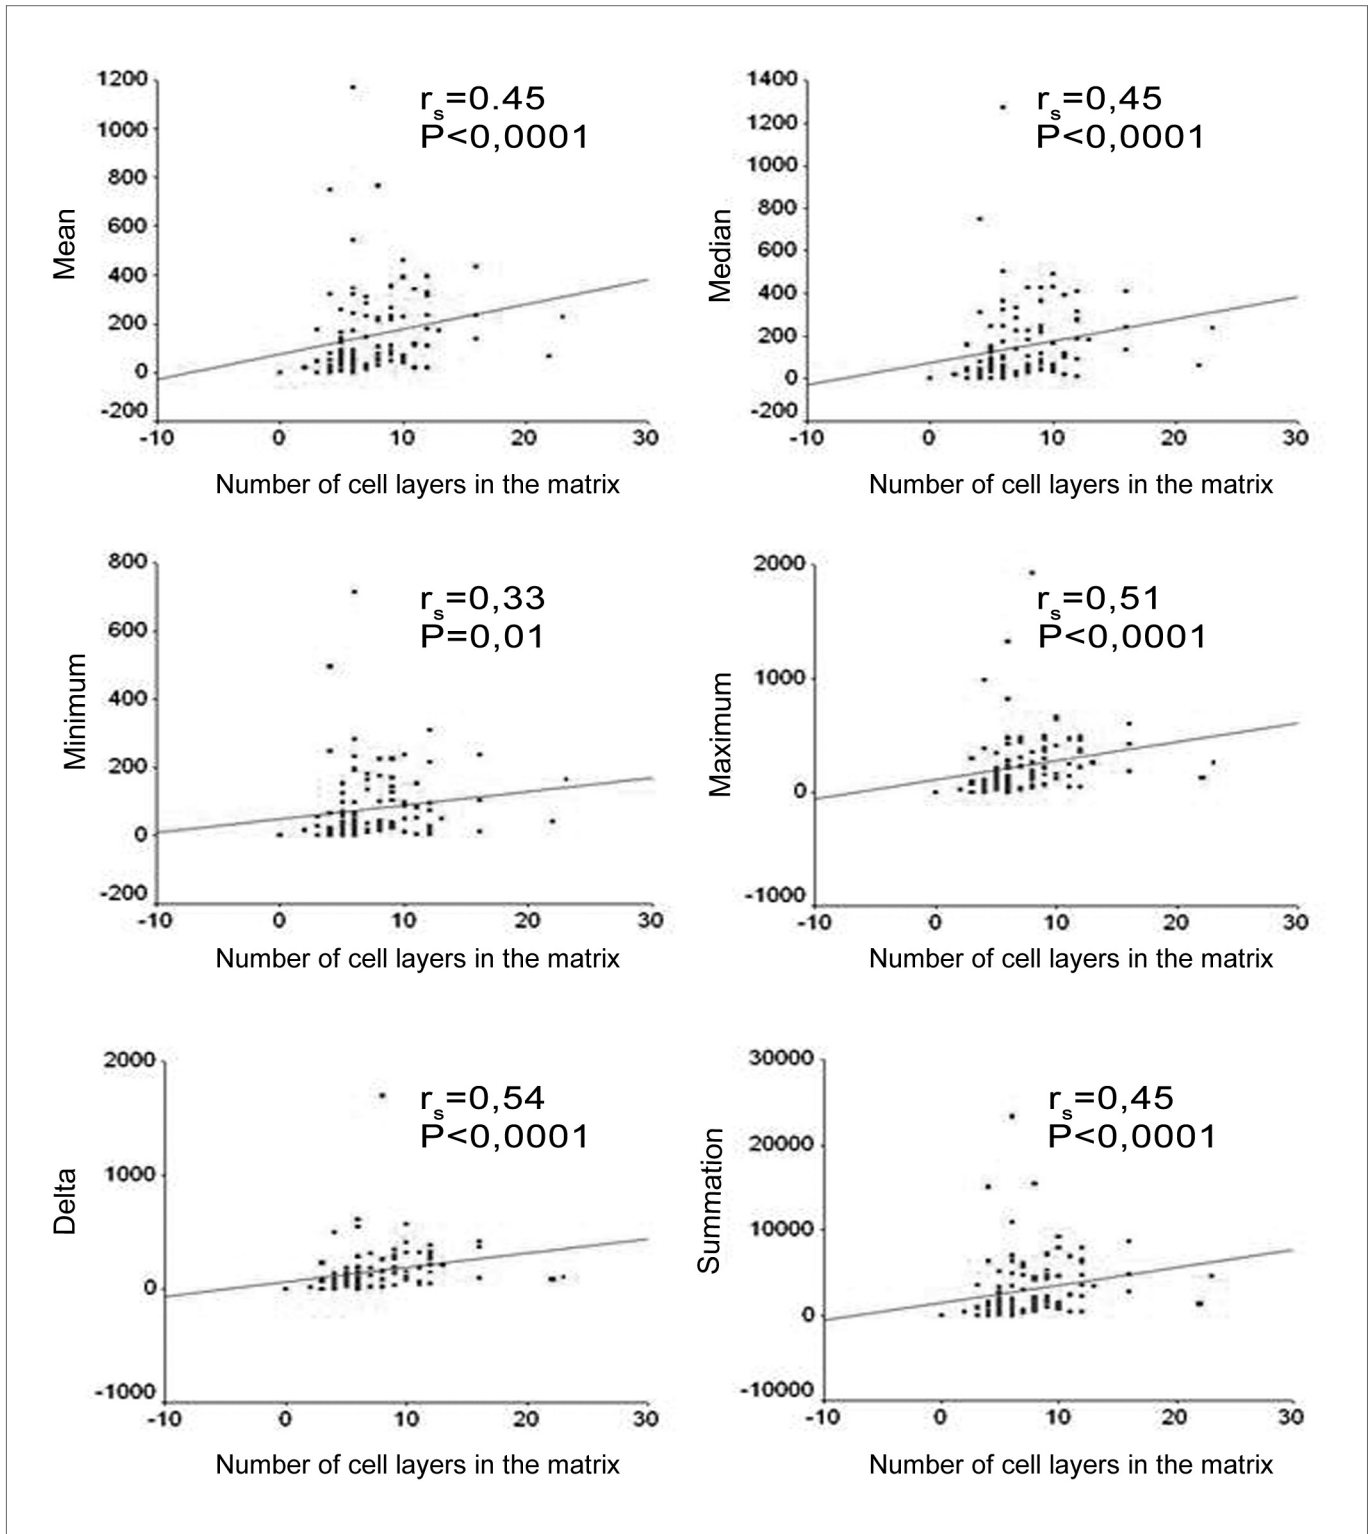 1200
1000
800
600
400
200
0
-200
-10
0
10
20
30
Mean
rs=0.45
P<0,0001
Number of cell layers in the matrix
1400
1200
1000
800
600
400
200
0
-200
-10
0
10
20
30
Median
rs=0,45
P<0,0001
Number of cell layers in the matrix
800
600
400
200
0
-200
-10
0
10
20
30
Minimum
rs=0,33
P=0,01
Number of cell layers in the matrix
2000
1000
0
-1000
-10
0
10
20
30
Maximum
rs=0,51
P<0,0001
Number of cell layers in the matrix
2000
1000
0
-1000
-10
0
10
20
30
Delta
rs=0,54
P<0,0001
Number of cell layers in the matrix
30000
20000
10000
0
-10000
-10
0
10
20
30
Summation
rs=0,45
P<0,0001
Number of cell layers in the matrix